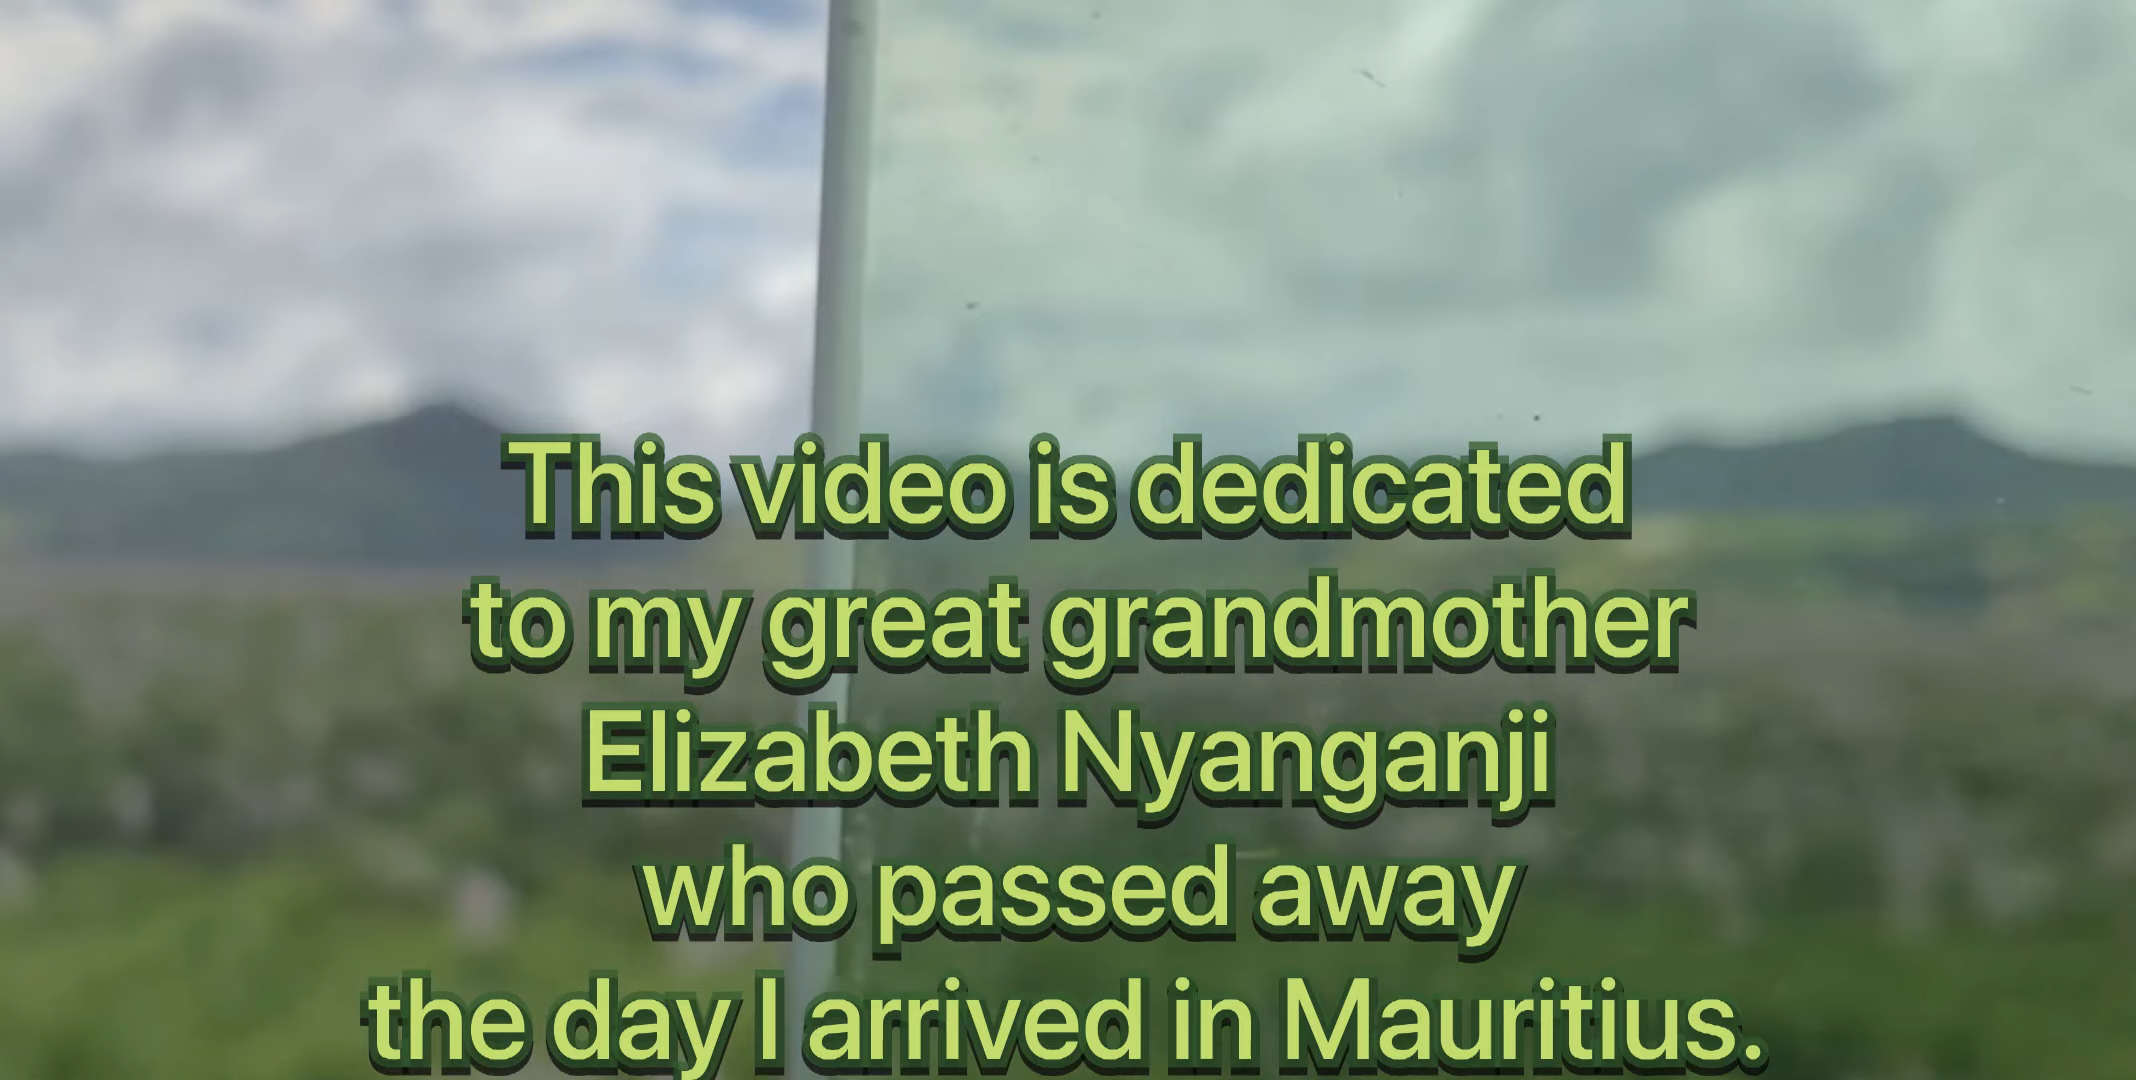 This video is dedicated
to my great grandmother
Elizabeth Nyanganji
who passed away
the day I arrived in Mauritius.